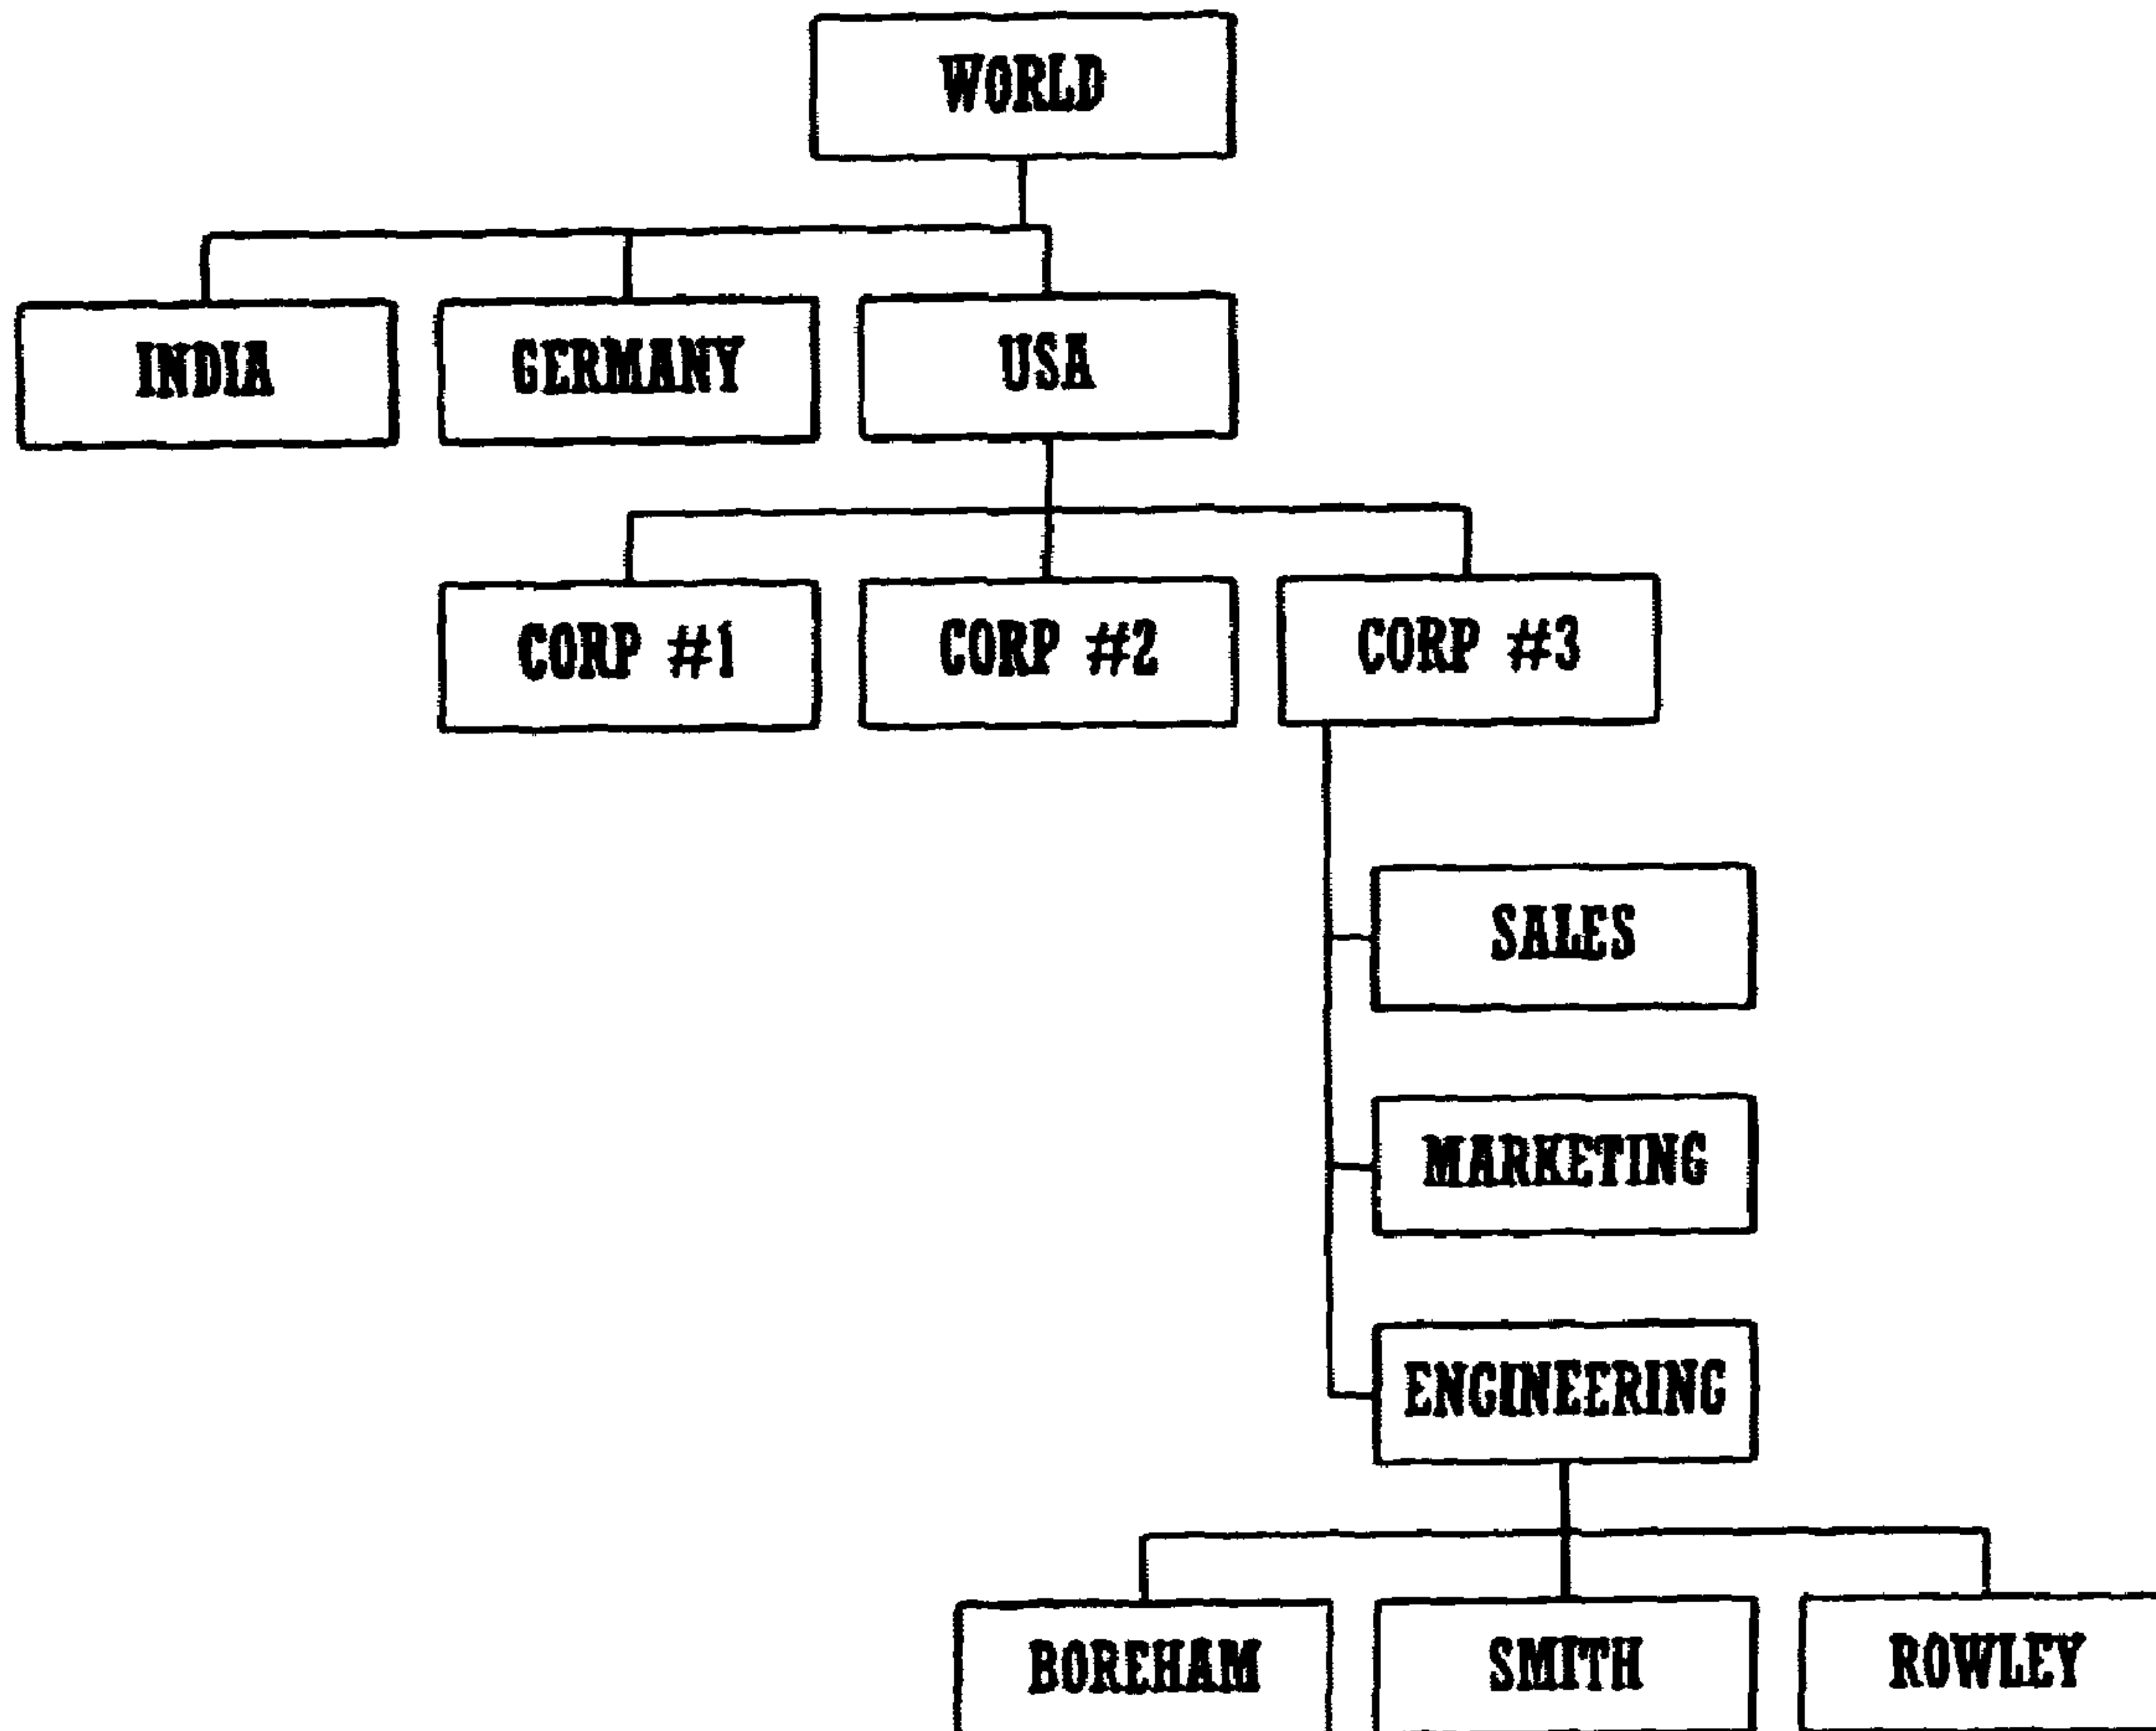 WORLD
INDIA
GERMANY
USA
CORP #1
CORP #2
CORP #3
SALES
MARKETING
ENGINEERING
BOREHAM
SMITH
ROWLEY